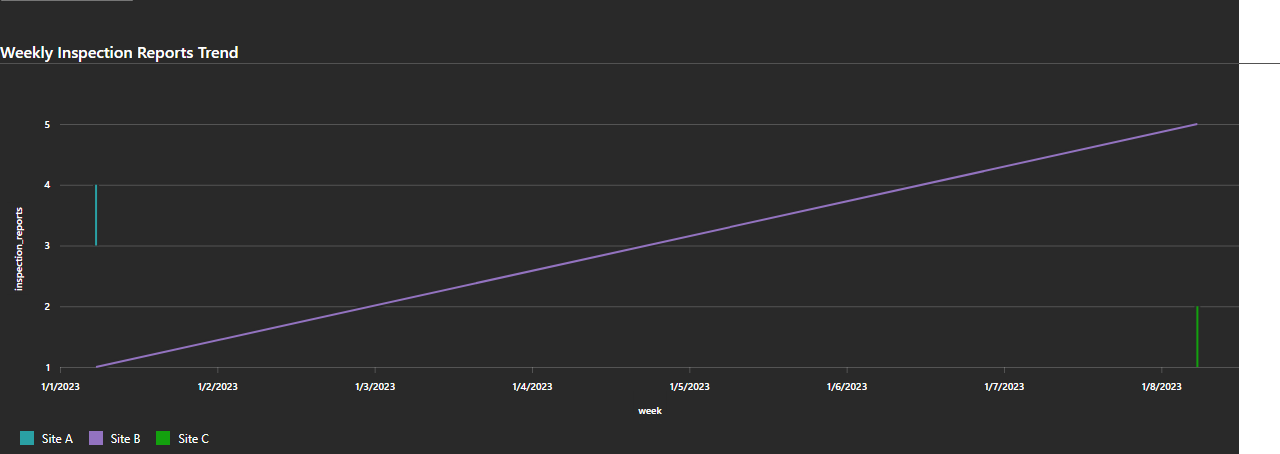 Weekly Inspection Reports Trend
inspection_reports
5
4
3
2
1
1/1/2023 1/2/2023 1/3/2023 1/4/2023 1/5/2023 1/6/2023 1/7/2023 1/8/2023
week
Site A Site B Site C